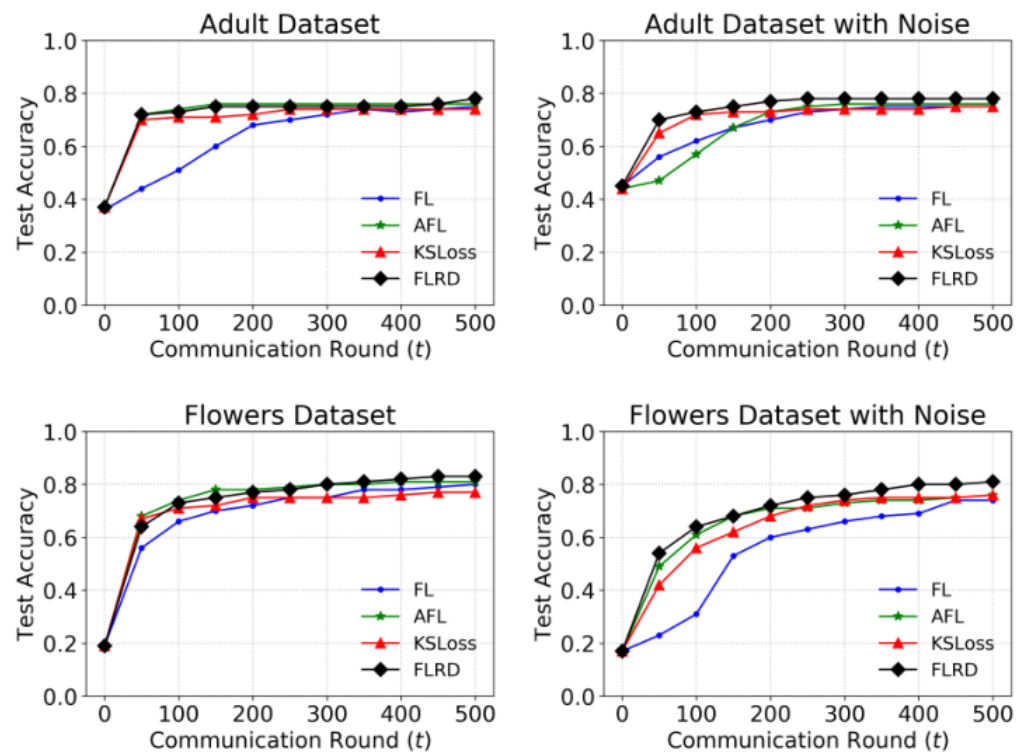 Adult Dataset
1.0
0.8
0.6
0.4
0.2
0.0
Test Accuracy
FL
AFL
KSLoss
FLRD
0 100 200 300 400 500
Communication Round (t)
Adult Dataset with Noise
1.0
0.8
0.6
0.4
0.2
0.0
Test Accuracy
FL
AFL
KSLoss
FLRD
0 100 200 300 400 500
Communication Round (t)
Flowers Dataset
1.0
0.8
0.6
0.4
0.2
0.0
Test Accuracy
FL
AFL
KSLoss
FLRD
0 100 200 300 400 500
Communication Round (t)
Flowers Dataset with Noise
1.0
0.8
0.6
0.4
0.2
0.0
Test Accuracy
FL
AFL
KSLoss
FLRD
0 100 200 300 400 500
Communication Round (t)